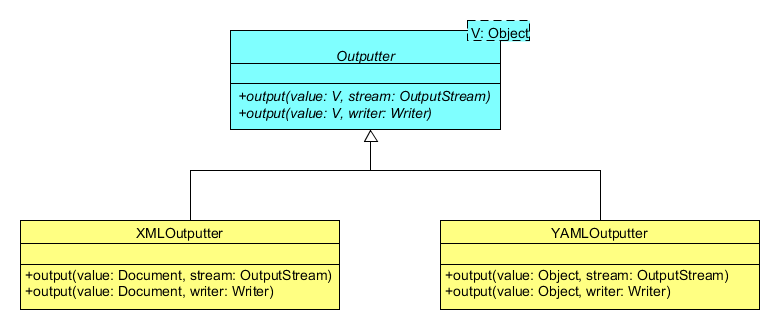 V: Object
Outputter
+output(value: V, stream: OutputStream)
+output(value: V, writer: Writer)
XMLOutputter
+output(value: Document, stream: OutputStream)
+output(value: Document, writer: Writer)
YAMLOutputter
+output(value: Object, stream: OutputStream)
+output(value: Object, writer: Writer)